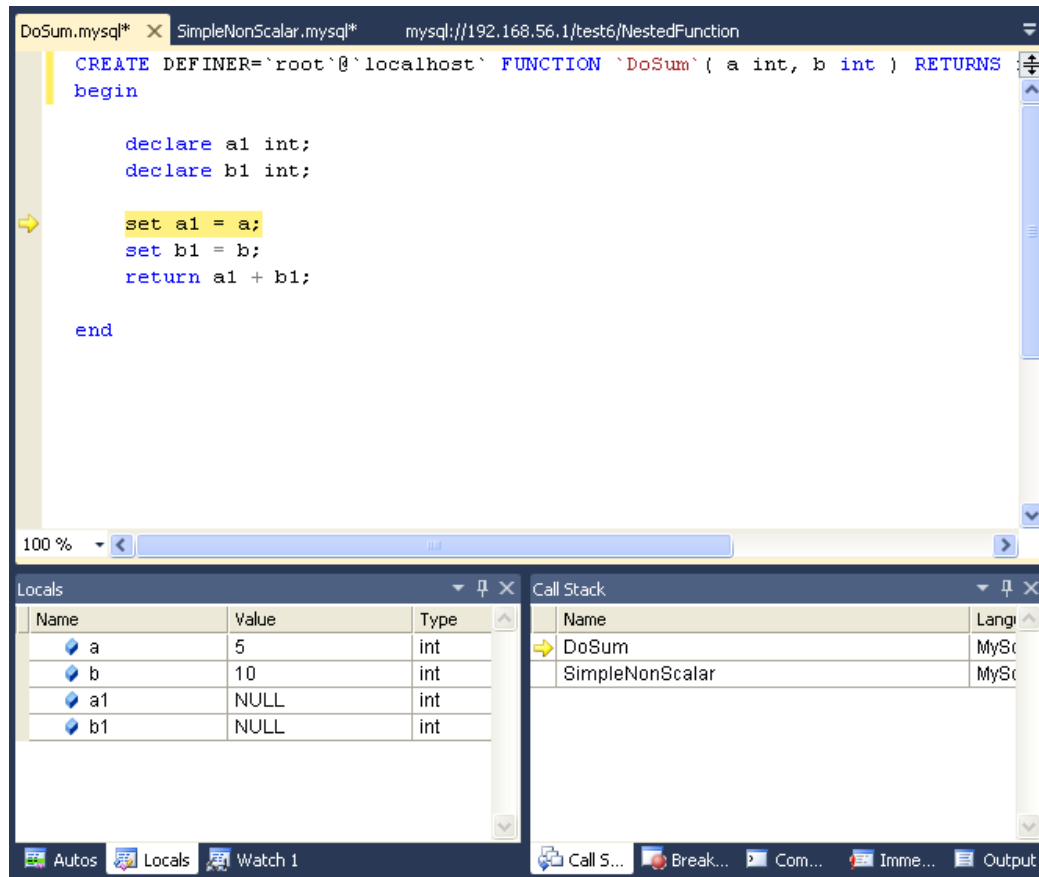 DoSum.mysql* SimpleNonScalar.mysql* mysql://192.168.56.1/test6/NestedFunction
CREATE DEFINER=`root`@`localhost` FUNCTION `DoSum`( a int, b int ) RETURNS
begin
declare a1 int;
declare b1 int;
set a1 = a;
set b1 = b;
return a1 + b1;
end
100 %
Locals
Name Value Type
a 5 int
b 10 int
a1 NULL int
b1 NULL int
Autos Locals Watch 1
Call Stack
Name Langu
DoSum MySo
SimpleNonScalar MySo
Call S... Break... Com... Imme... Output